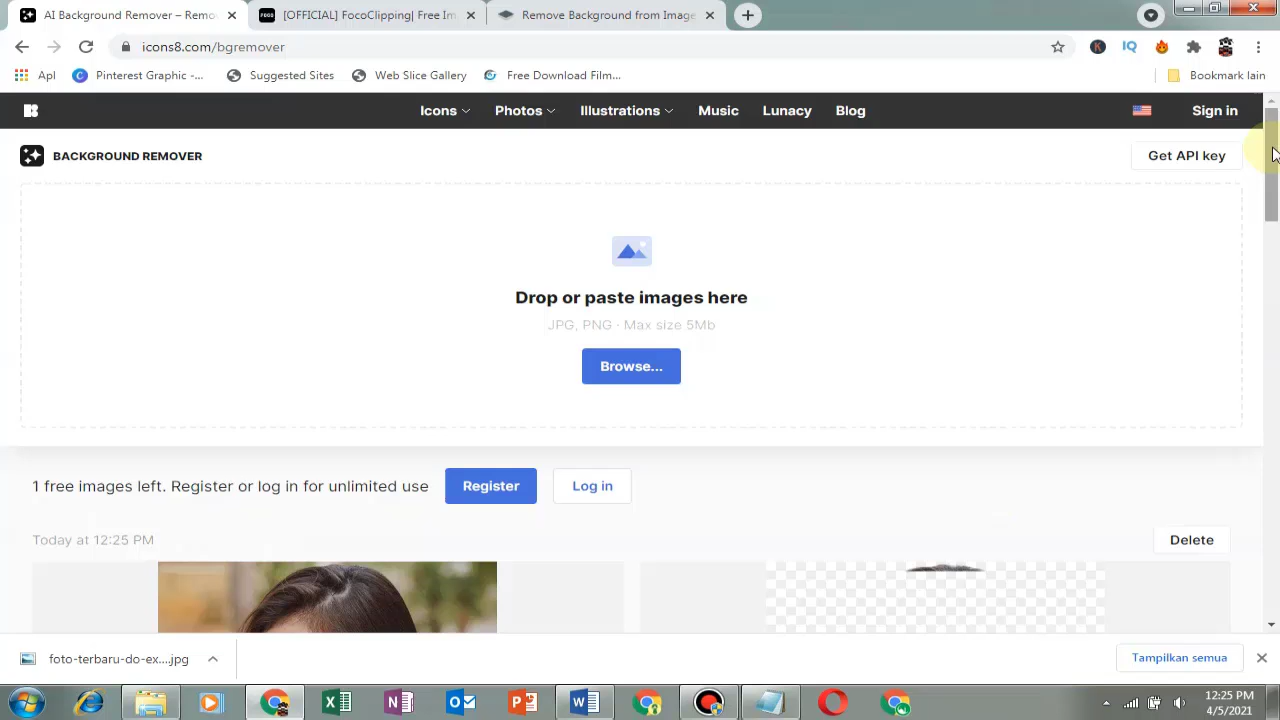 AI Background Remover – Remo
[OFFICIAL] FocoClipping| Free Im
Remove Background from Image
icons8.com/bgremover
IQ
Apl
Pinterest Graphic -...
Suggested Sites
Web Slice Gallery
Free Download Film...
Bookmark lain
Icons
Photos
Illustrations
Music
Lunacy
Blog
Sign in
BACKGROUND REMOVER
Get API key
Drop or paste images here
JPG, PNG · Max size 5Mb
Browse...
1 free images left. Register or log in for unlimited use
Register
Log in
Today at 12:25 PM
Delete
foto-terbaru-do-ex....jpg
Tampilkan semua
12:25 PM
4/5/2021